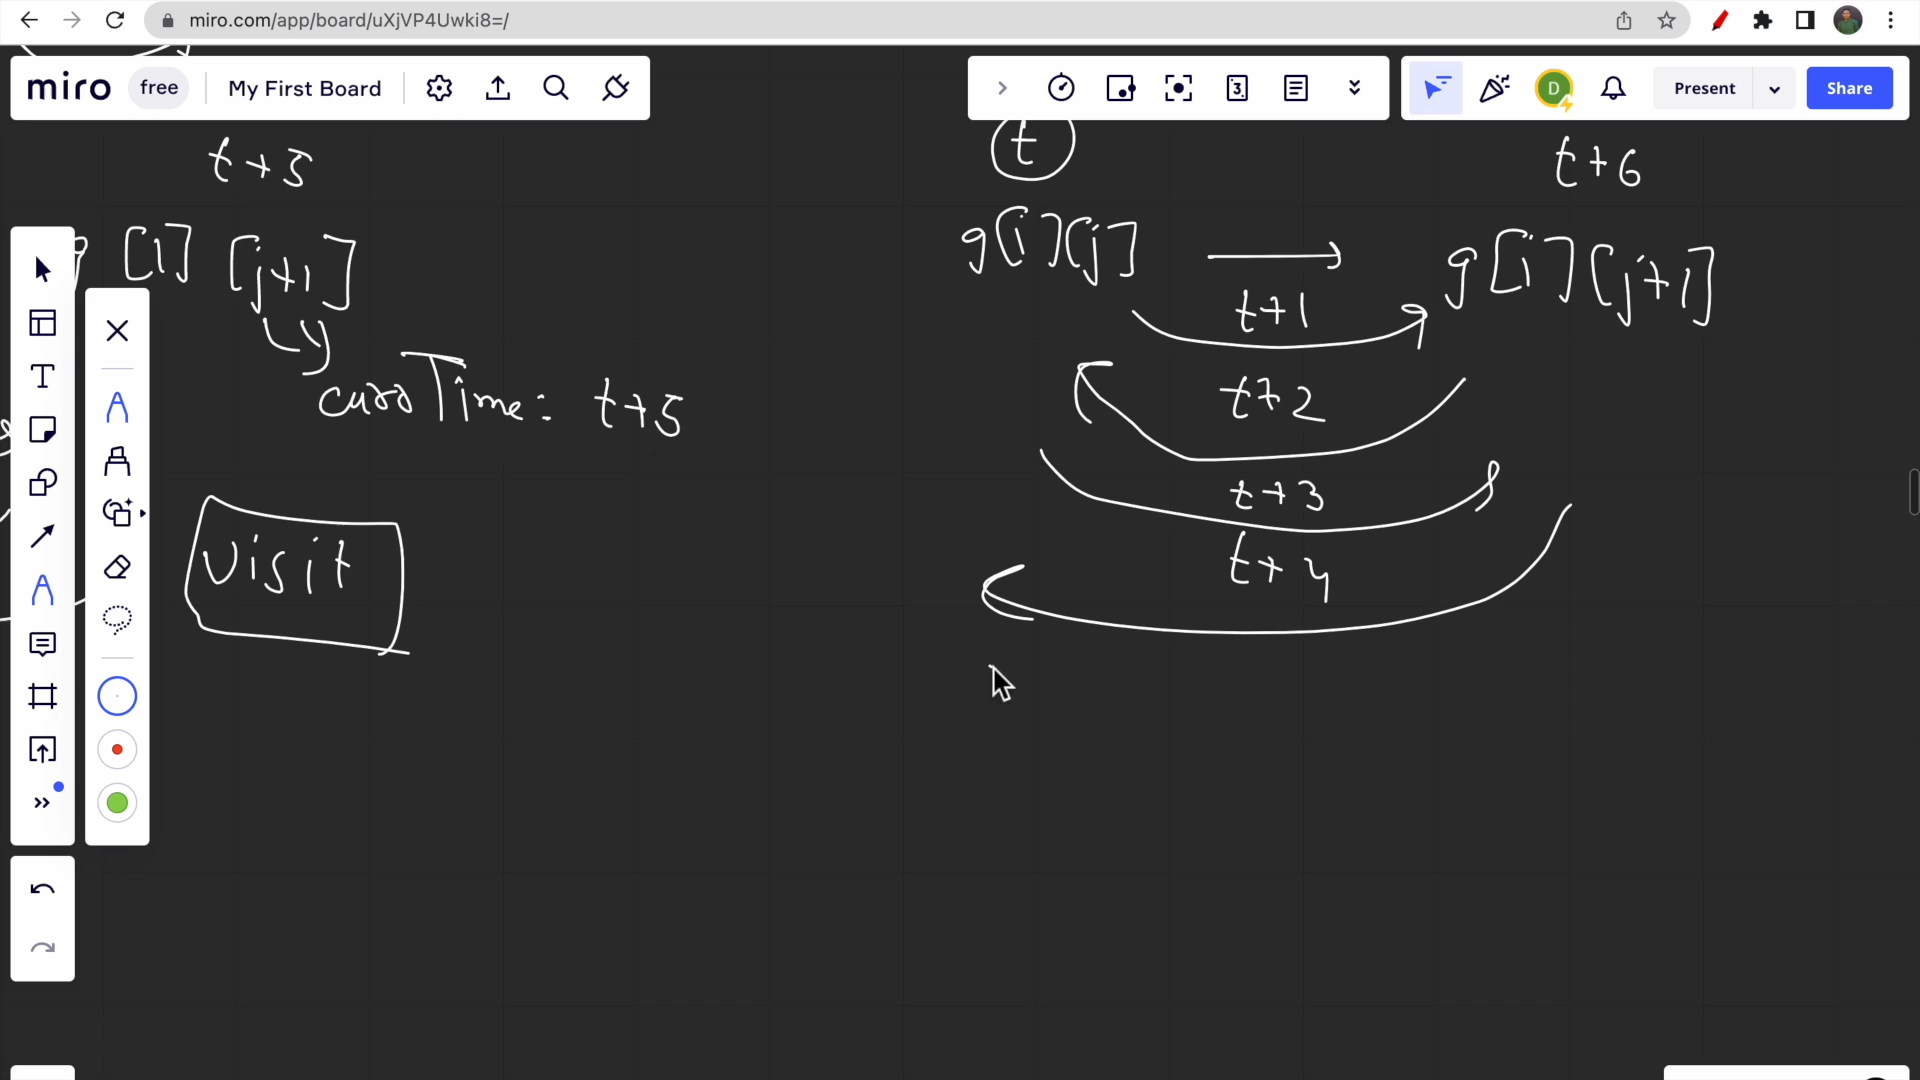 miro.com/app/board/uXjVP4Uwki8=/
miro free My First Board
3
D
Present
Share
t+5
g [i] [j+1]
currTime: t+5
visit
t
t+6
g[i][j]
g[i][j+1]
t+1
t+2
t+3
t+4
T